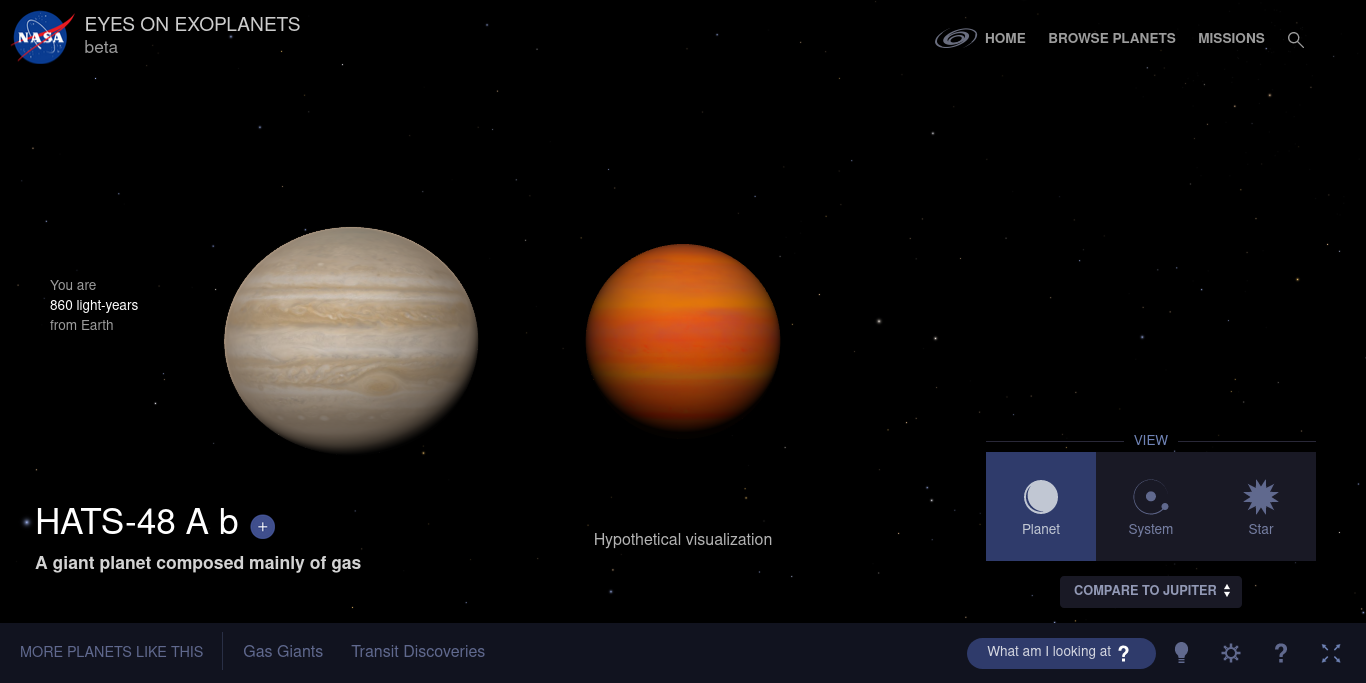 NASA
EYES ON EXOPLANETS
beta
HOME
BROWSE PLANETS
MISSIONS
You are
860 light-years
from Earth
VIEW
Planet
System
Star
HATS-48 A b +
A giant planet composed mainly of gas
Hypothetical visualization
COMPARE TO JUPITER
MORE PLANETS LIKE THIS
Gas Giants
Transit Discoveries
What am I looking at ?
?